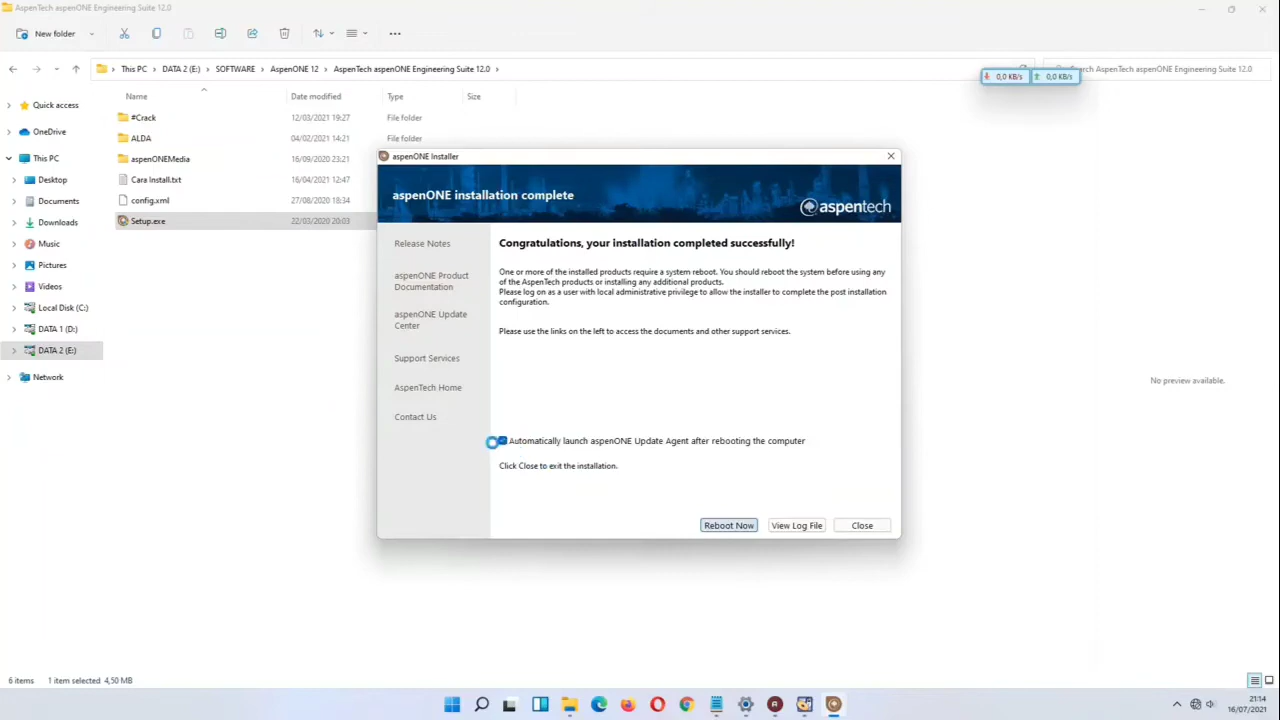 AspenTech aspenONE Engineering Suite 12.0
New folder
This PC > DATA 2 (E:) > SOFTWARE > AspenONE 12 > AspenTech aspenONE Engineering Suite 12.0 >
Search AspenTech aspenONE Engineering Suite 12.0
0,0 KB/s 0,0 KB/s
Name Date modified Type Size
Quick access
OneDrive
This PC
Desktop
Documents
Downloads
Music
Pictures
Videos
Local Disk (C:)
DATA 1 (D:)
DATA 2 (E:)
Network
#Crack 12/03/2021 19:27 File folder
ALDA 04/02/2021 14:21 File folder
aspenONEMedia 16/09/2020 23:21
Cara Install.txt 16/04/2021 12:47
config.xml 27/08/2020 18:34
Setup.exe 22/03/2020 20:03
aspenONE Installer
aspenONE installation complete
aspentech
Release Notes
aspenONE Product
Documentation
aspenONE Update
Center
Support Services
AspenTech Home
Contact Us
Congratulations, your installation completed successfully!
One or more of the installed products require a system reboot. You should reboot the system before using any
of the AspenTech products or installing any additional products.
Please log on as a user with local administrative privilege to allow the installer to complete the post installation
configuration.
Please use the links on the left to access the documents and other support services.
Automatically launch aspenONE Update Agent after rebooting the computer
Click Close to exit the installation.
Reboot Now View Log File Close
No preview available.
6 items 1 item selected 4,50 MB
21:14
16/07/2021